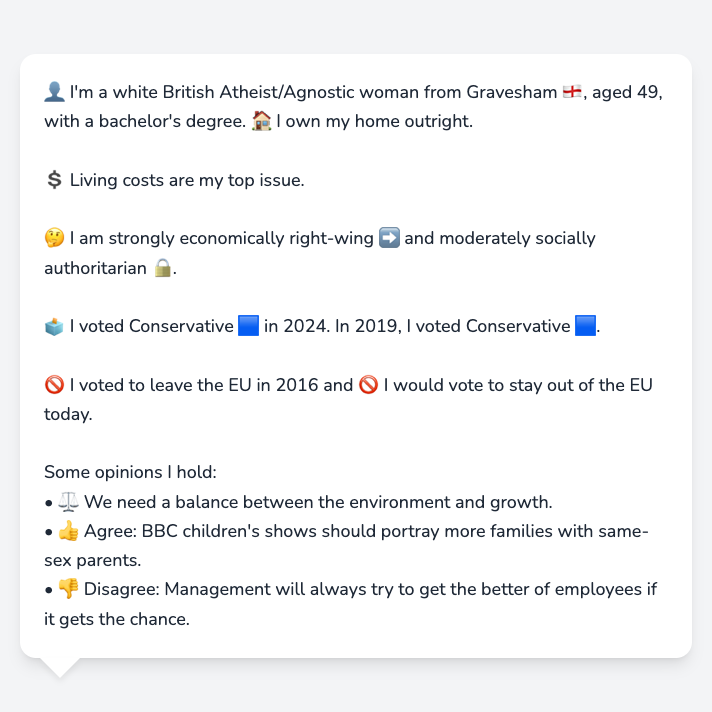 👤 I'm a white British Atheist/Agnostic woman from Gravesham 🏴󠁧󠁢󠁥󠁮󠁧󠁿, aged 49,
with a bachelor's degree. 🏠 I own my home outright.
💲 Living costs are my top issue.
🤔 I am strongly economically right-wing ➡️ and moderately socially
authoritarian 🔒.
🗳️ I voted Conservative 🟦 in 2024. In 2019, I voted Conservative 🟦.
🚫 I voted to leave the EU in 2016 and 🚫 I would vote to stay out of the EU
today.
Some opinions I hold:
• ⚖️ We need a balance between the environment and growth.
• 👍 Agree: BBC children's shows should portray more families with same-
sex parents.
• 👎 Disagree: Management will always try to get the better of employees if
it gets the chance.